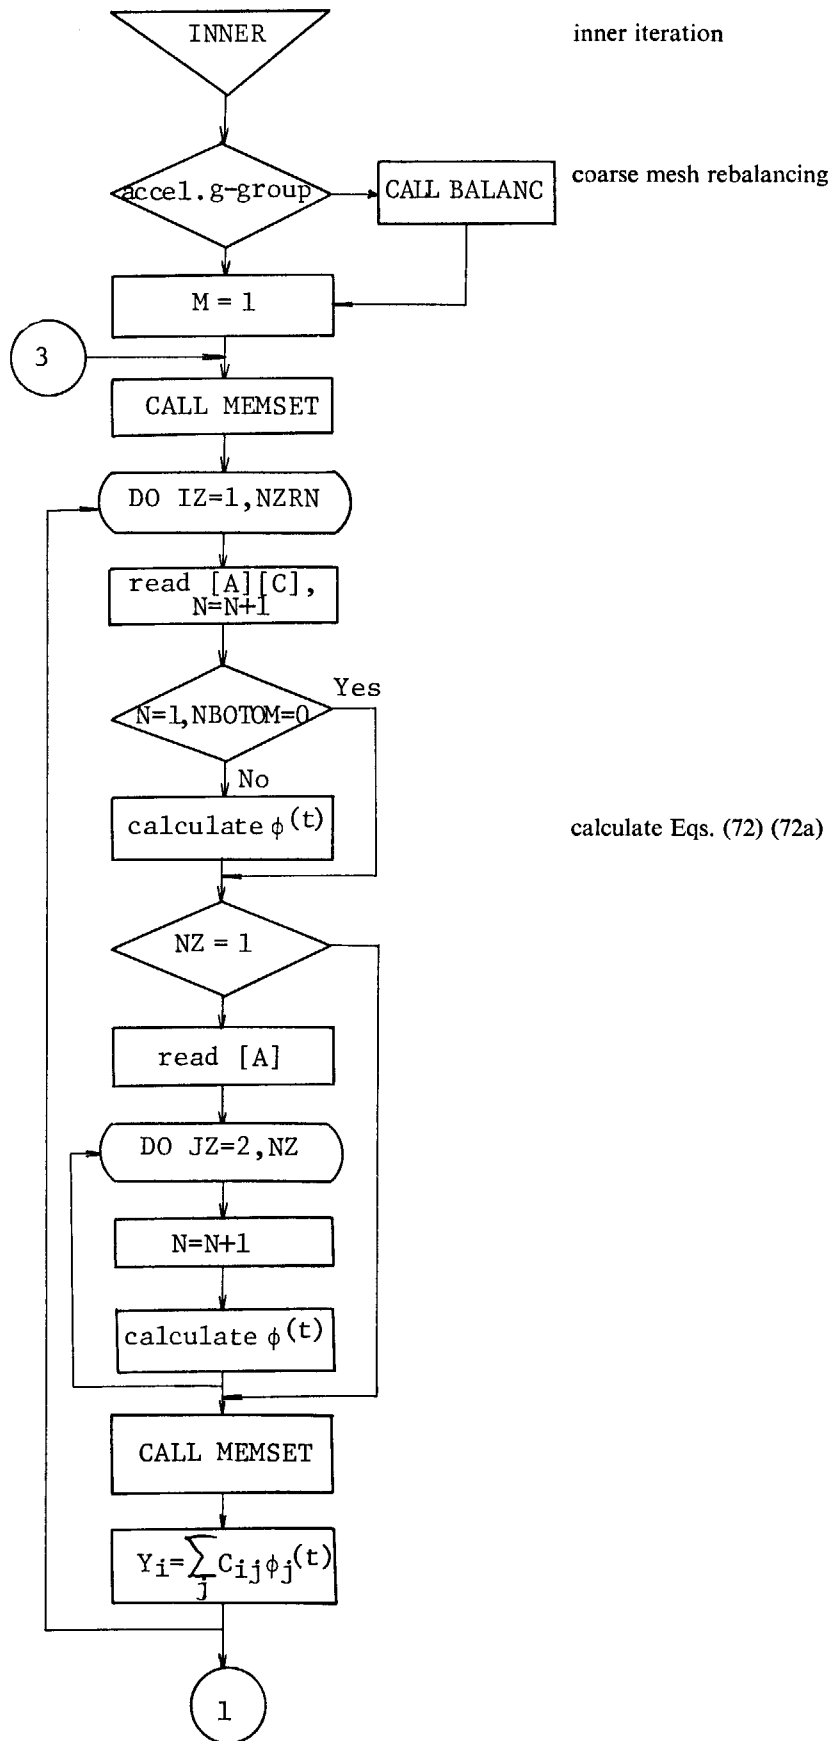 INNER
inner iteration
accel.g-group
CALL BALANC
coarse mesh rebalancing
M = 1
3
CALL MEMSET
DO IZ=1,NZRN
read [A][C],
N=N+1
Yes
N=1,NBOTOM=0
No
calculate ϕ(t)
calculate Eqs. (72) (72a)
NZ = 1
read [A]
DO JZ=2,NZ
N=N+1
calculate ϕ(t)
CALL MEMSET
Yi=∑j Cijϕj(t)
1